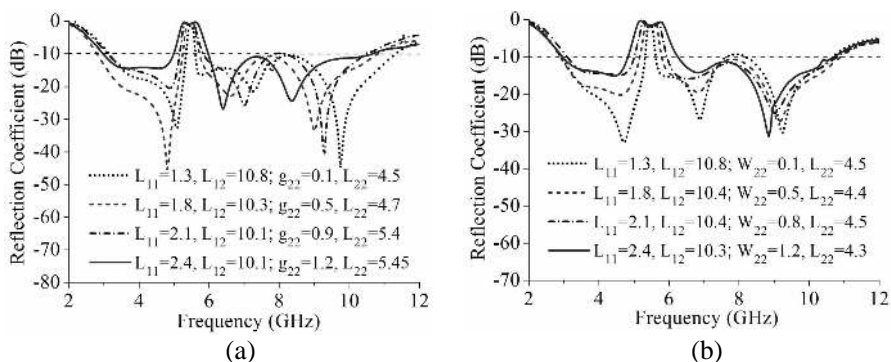 0
-10
-20
-30
-40
-50
-60
-70
-80
2 4 6 8 10 12
Reflection Coefficient (dB)
Frequency (GHz)
L11=1.3, L12=10.8; g22=0.1, L22=4.5
L11=1.8, L12=10.3; g22=0.5, L22=4.7
L11=2.1, L12=10.1; g22=0.9, L22=5.4
L11=2.4, L12=10.1; g22=1.2, L22=5.45
(a)
0
-10
-20
-30
-40
-50
-60
-70
2 4 6 8 10 12
Reflection Coefficient (dB)
Frequency (GHz)
L11=1.3, L12=10.8; W22=0.1, L22=4.5
L11=1.8, L12=10.4; W22=0.5, L22=4.4
L11=2.1, L12=10.4; W22=0.8, L22=4.5
L11=2.4, L12=10.3; W22=1.2, L22=4.3
(b)